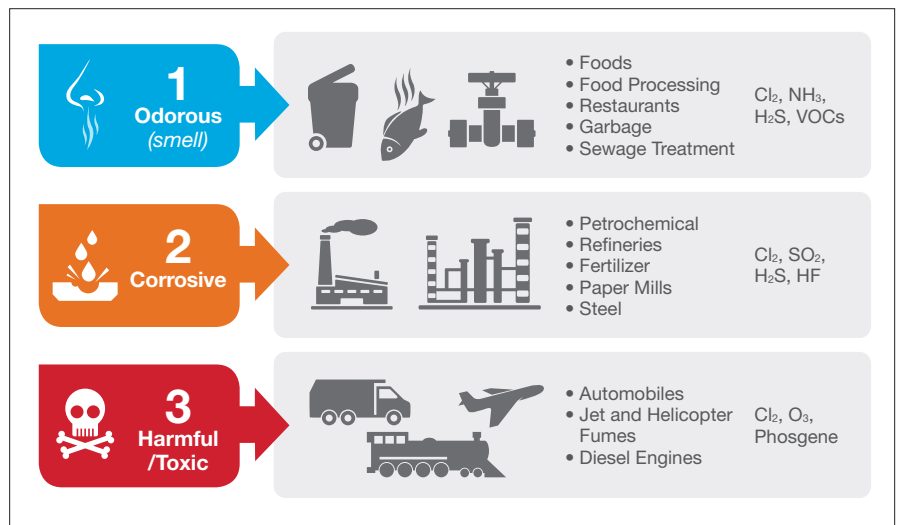 1
Odorous
(smell)
• Foods
• Food Processing
• Restaurants
• Garbage
• Sewage Treatment
Cl₂, NH₃,
H₂S, VOCs
2
Corrosive
• Petrochemical
• Refineries
• Fertilizer
• Paper Mills
• Steel
Cl₂, SO₂,
H₂S, HF
3
Harmful
/Toxic
• Automobiles
• Jet and Helicopter
Fumes
• Diesel Engines
Cl₂, O₃,
Phosgene